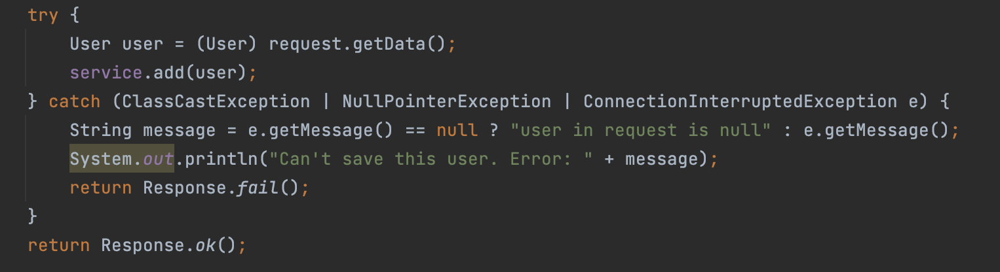 try {
    User user = (User) request.getData();
    service.add(user);
} catch (ClassCastException | NullPointerException | ConnectionInterruptedException e) {
    String message = e.getMessage() == null ? "user in request is null" : e.getMessage();
    System.out.println("Can't save this user. Error: " + message);
    return Response.fail();
}
return Response.ok();